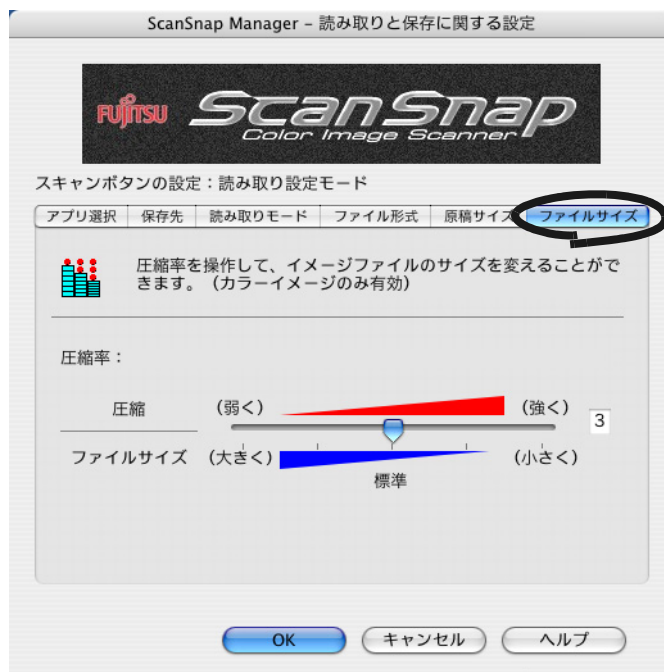 ScanSnap Manager – 読み取りと保存に関する設定
FUJITSU ScanSnap
Color Image Scanner
スキャンボタンの設定：読み取り設定モード
アプリ選択 保存先 読み取りモード ファイル形式 原稿サイズ ファイルサイズ
圧縮率を操作して、イメージファイルのサイズを変えることがで
きます。（カラーイメージのみ有効）
圧縮率：
圧縮 （弱く） （強く） 3
ファイルサイズ （大きく） （小さく）
標準
OK キャンセル ヘルプ